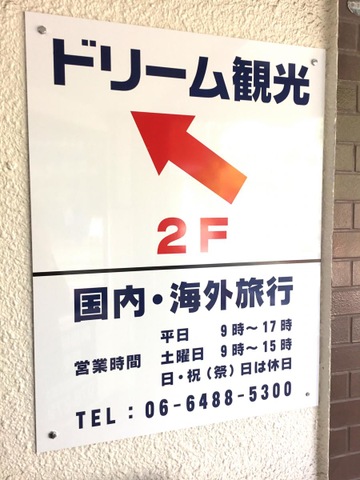 ドリーム観光
2F
国内・海外旅行
営業時間 平日 9時～17時
土曜日 9時～15時
日・祝（祭）日は休日
TEL：06-6488-5300